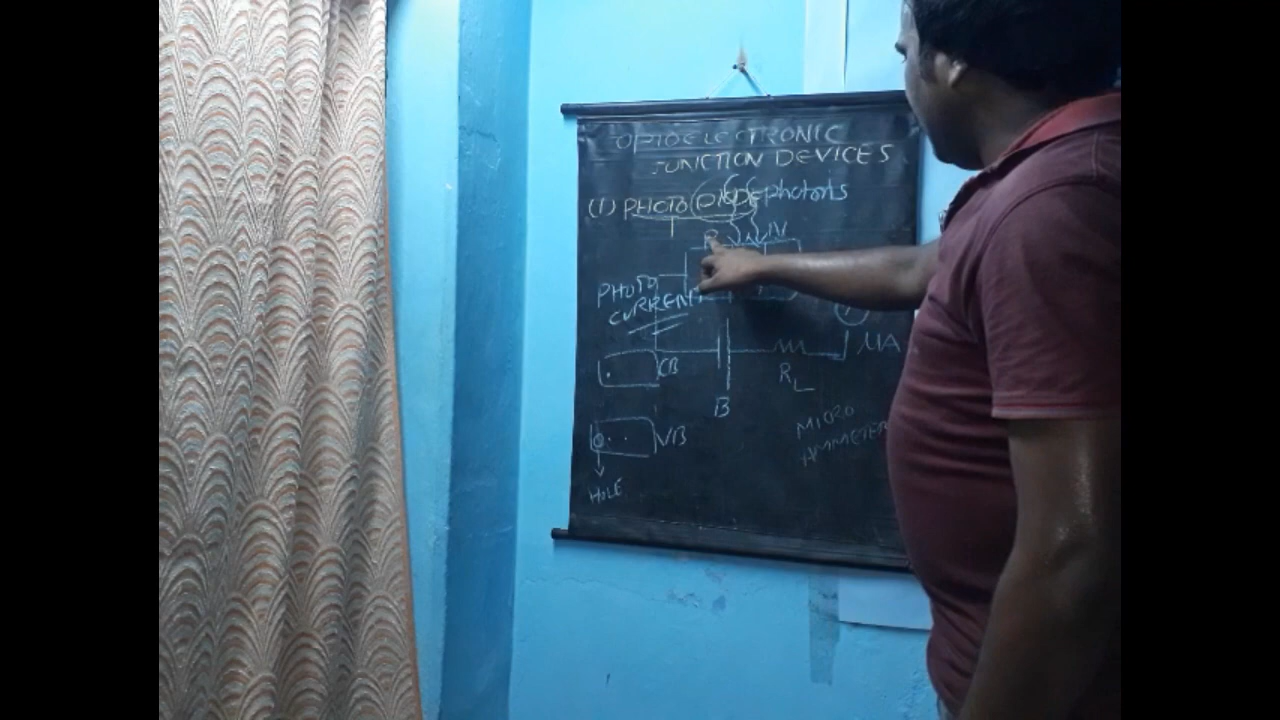 OPTOELECTRONIC
JUNCTION DEVICES
(1) PHOTO DIODE photons
P N
PHOTO
CURRENT
CB
B
RL
μA
MICRO
AMMETER
VB
HOLE